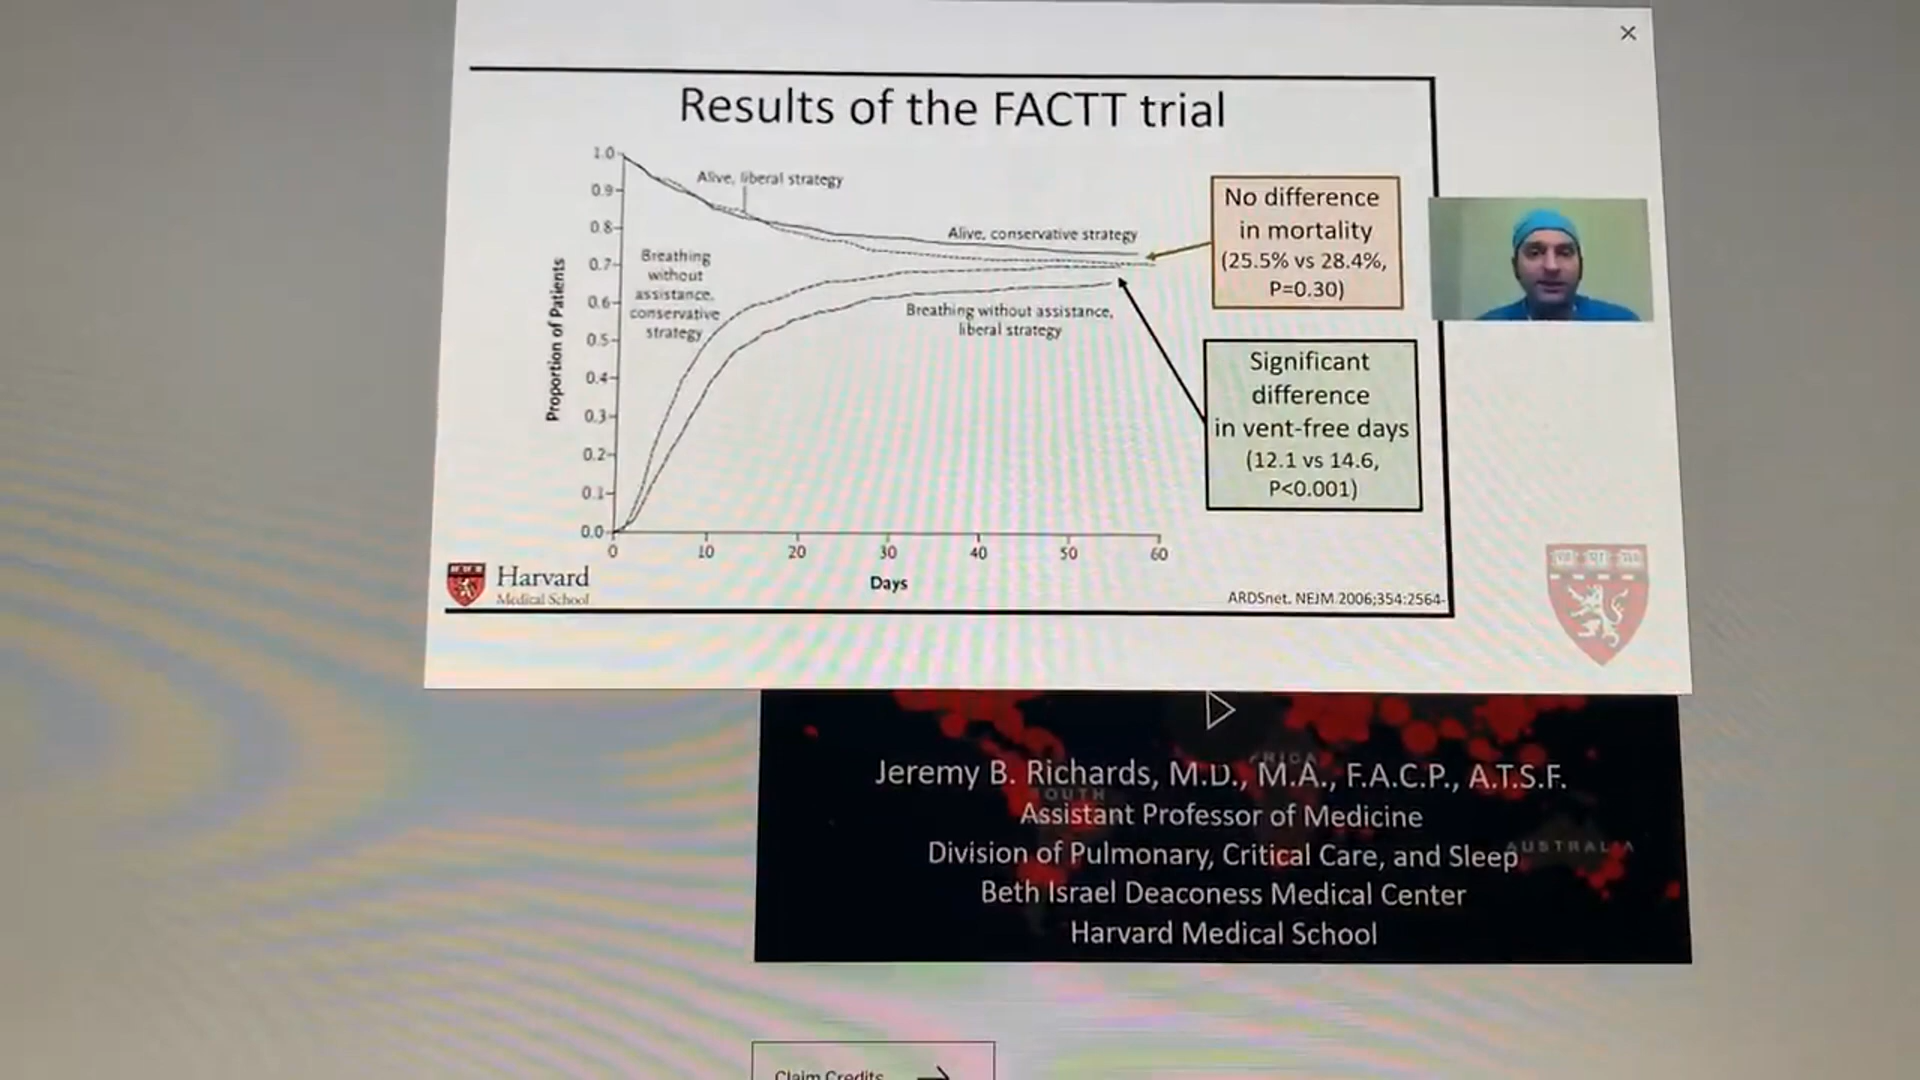 Results of the FACTT trial
1.0
0.9
0.8
0.7
0.6
0.5
0.4
0.3
0.2
0.1
0.0
Proportion of Patients
Alive, liberal strategy
Alive, conservative strategy
Breathing
without
assistance,
conservative
strategy
Breathing without assistance,
liberal strategy
0 10 20 30 40 50 60
Days
No difference
in mortality
(25.5% vs 28.4%,
P=0.30)
Significant
difference
in vent-free days
(12.1 vs 14.6,
P<0.001)
Harvard
Medical School
ARDSnet. NEJM 2006;354:2564-
Jeremy B. Richards, M.D., M.A., F.A.C.P., A.T.S.F.
OUTH
Assistant Professor of Medicine
Division of Pulmonary, Critical Care, and Sleep
AUSTRALIA
Beth Israel Deaconess Medical Center
Harvard Medical School
Claim Credits